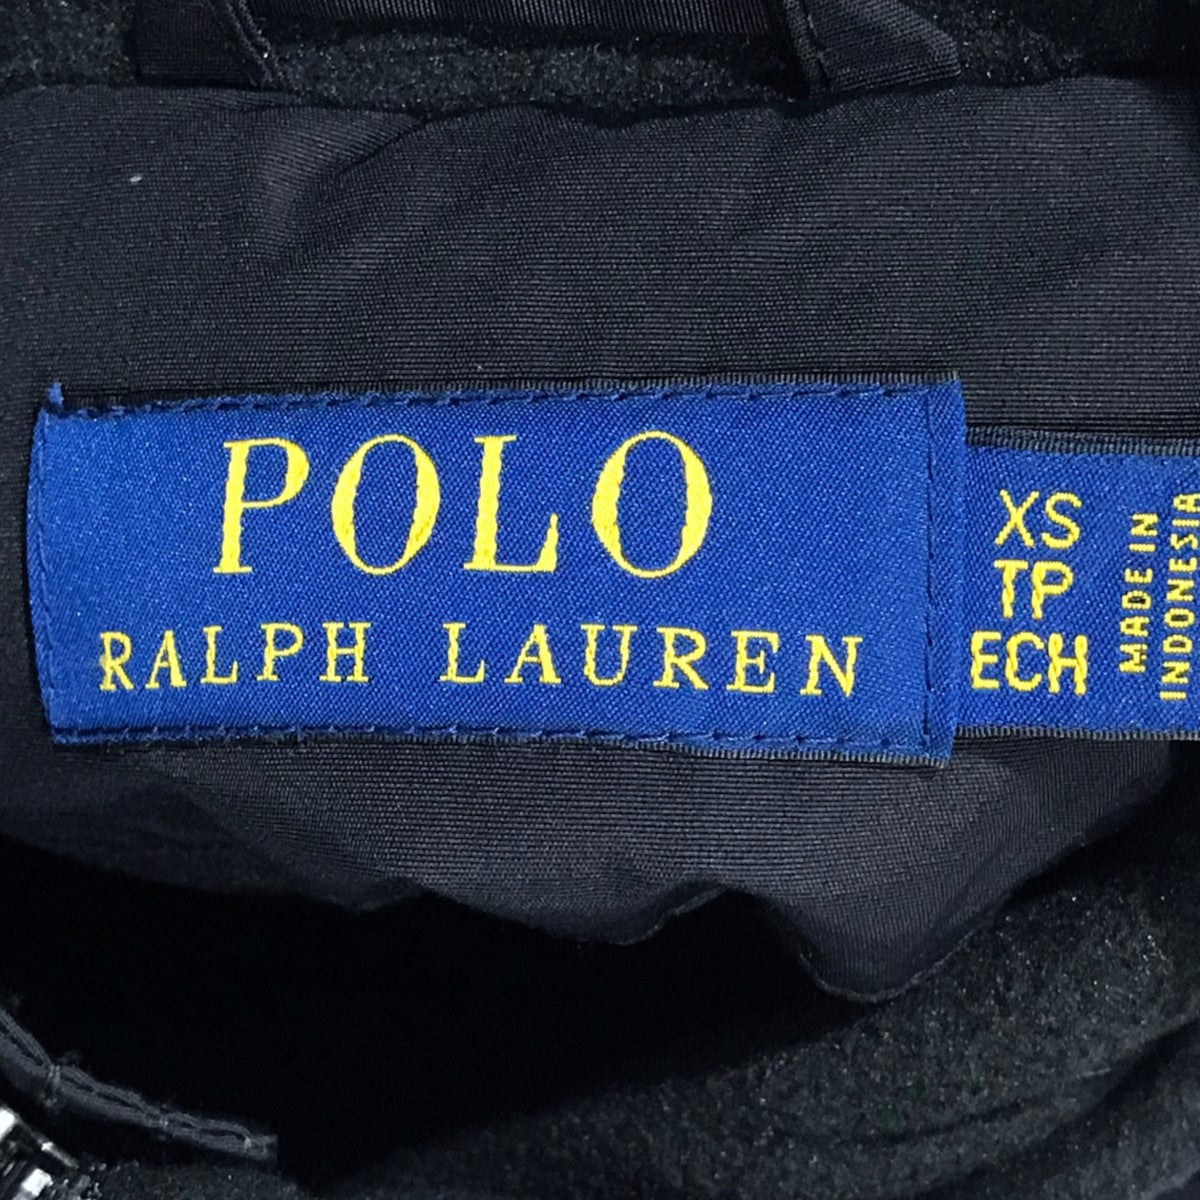 POLO
RALPH LAUREN
XS
TP
ECH
MADE IN
INDONESIA